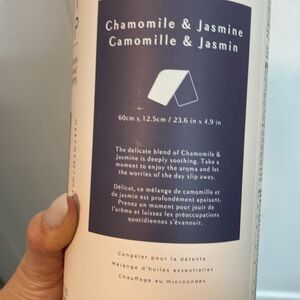 Chamomile & Jasmine
Camomille & Jasmin
60cm x 12.5cm / 23.6 in x 4.9 in
The delicate blend of Chamomile &
Jasmine is deeply soothing. Take a
moment to enjoy the aroma and let
the worries of the day slip away.
Délicat, ce mélange de camomille et
de jasmin est profondément apaisant.
Prenez un moment pour jouir de
l'arôme et laissez les préoccupations
quotidiennes s'évanouir.
Congeler pour la détente
Mélange d'huiles essentielles
Chauffage au microondes